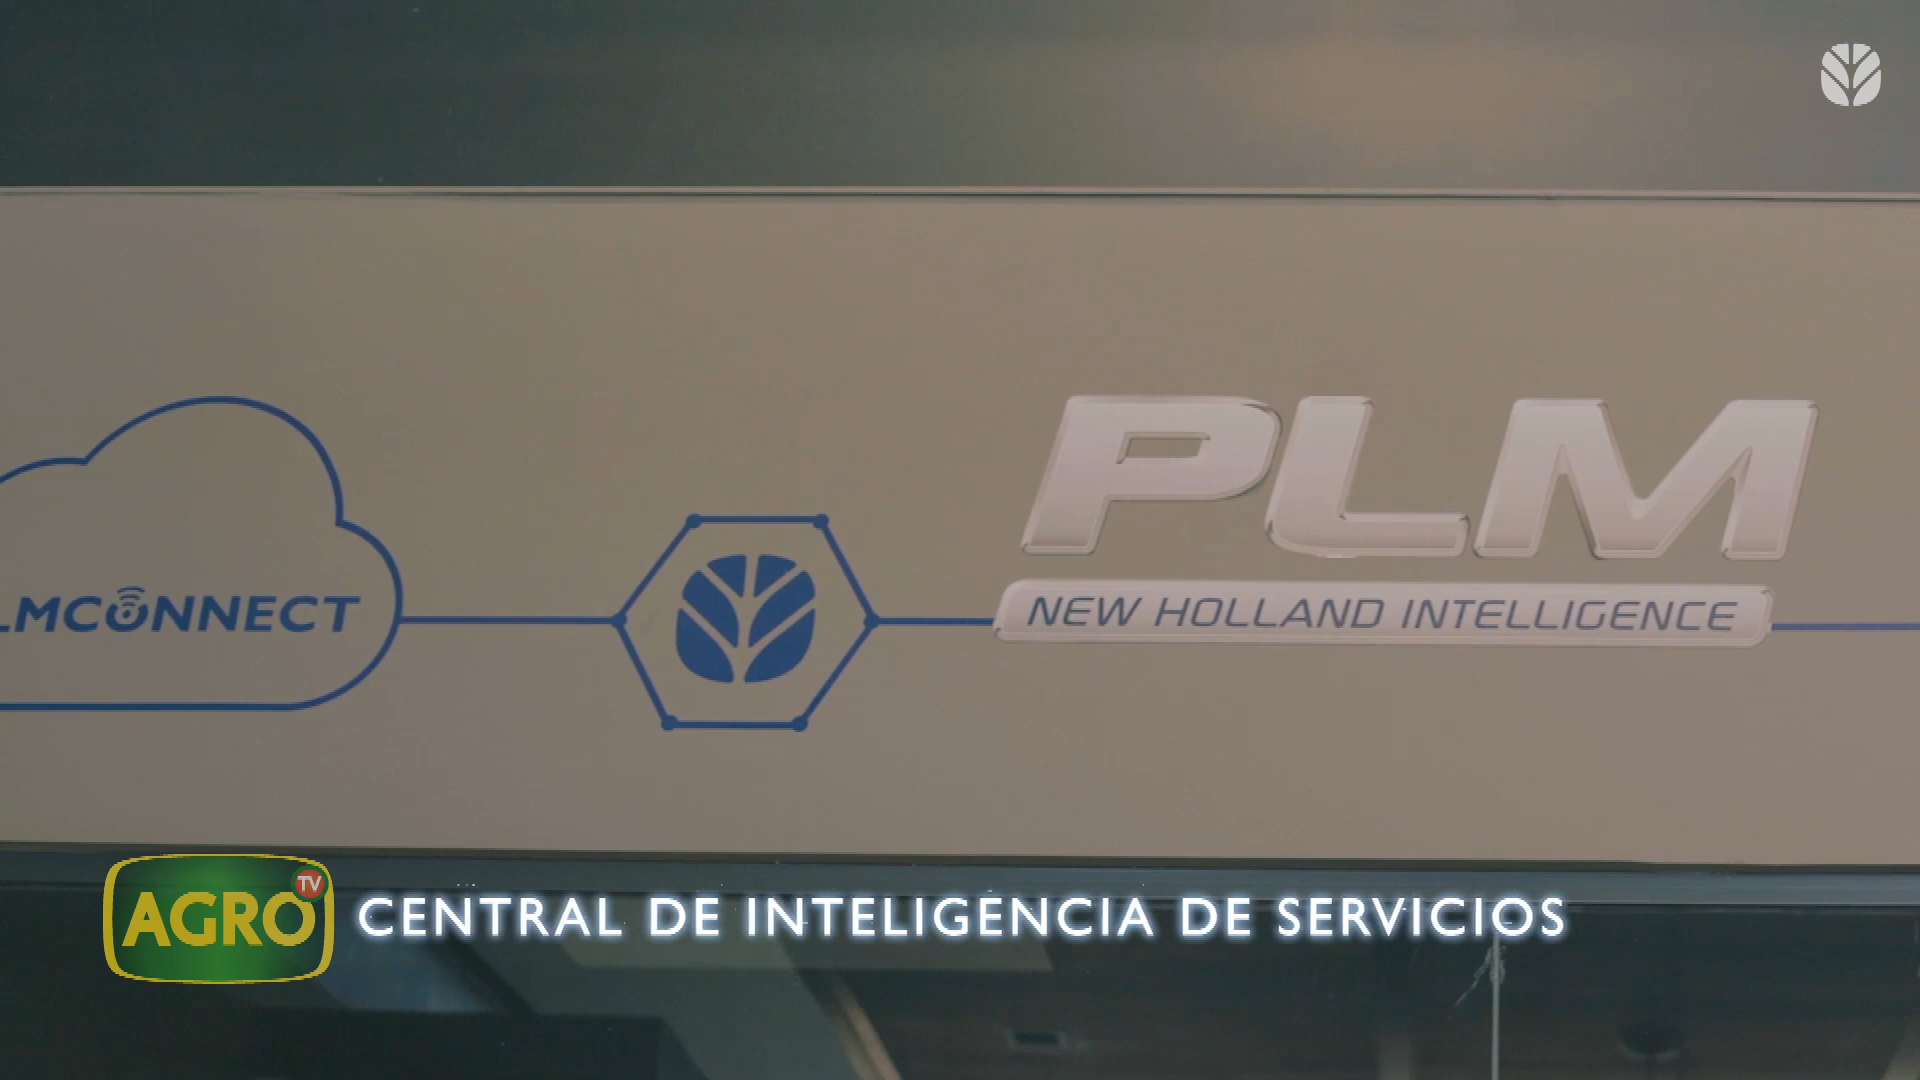 PLM
LMCONNECT
NEW HOLLAND INTELLIGENCE
AGRO TV
CENTRAL DE INTELIGENCIA DE SERVICIOS